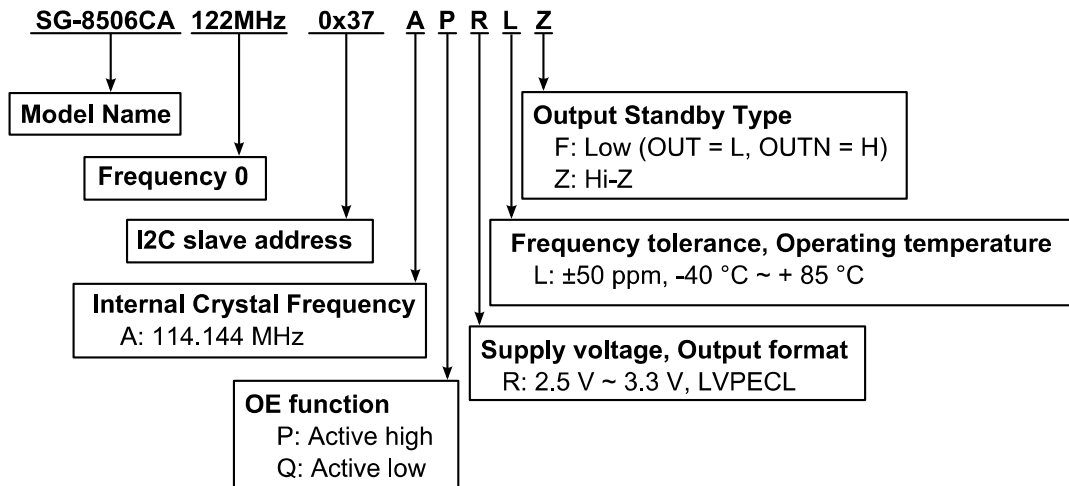 SG-8506CA 122MHz 0x37 A P R L Z
Model Name
Frequency 0
I2C slave address
Internal Crystal Frequency
A: 114.144 MHz
OE function
P: Active high
Q: Active low
Supply voltage, Output format
R: 2.5 V ~ 3.3 V, LVPECL
Frequency tolerance, Operating temperature
L: ±50 ppm, -40 °C ~ + 85 °C
Output Standby Type
F: Low (OUT = L, OUTN = H)
Z: Hi-Z